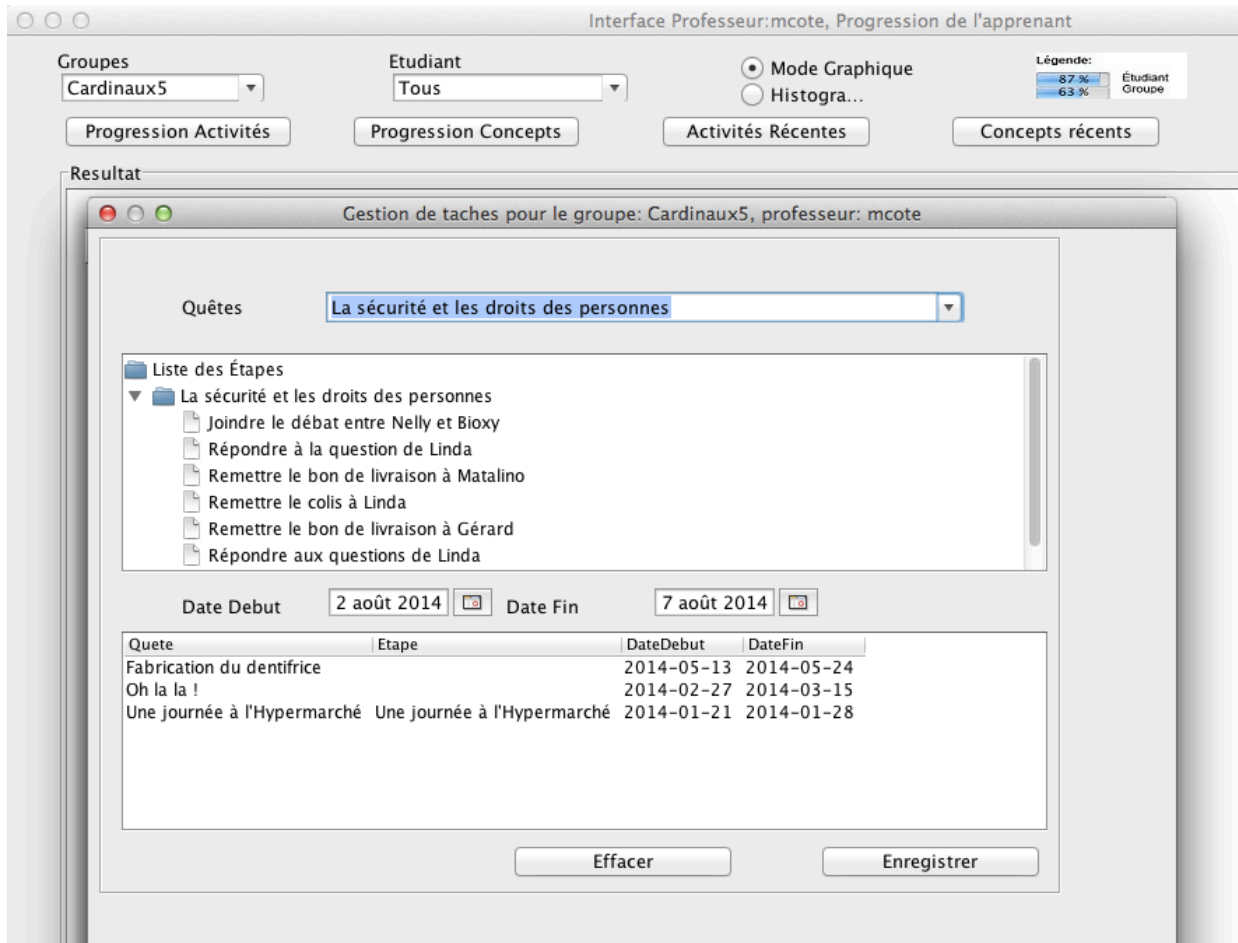 Interface Professeur:mcote, Progression de l'apprenant
Groupes
Etudiant
Cardinaux5
Tous
Mode Graphique
Histogra...
Légende:
87 % Étudiant
63 % Groupe
Progression Activités
Progression Concepts
Activités Récentes
Concepts récents
Resultat
Gestion de taches pour le groupe: Cardinaux5, professeur: mcote
Quêtes La sécurité et les droits des personnes
Liste des Étapes
La sécurité et les droits des personnes
Joindre le débat entre Nelly et Bioxy
Répondre à la question de Linda
Remettre le bon de livraison à Matalino
Remettre le colis à Linda
Remettre le bon de livraison à Gérard
Répondre aux questions de Linda
Date Debut 2 août 2014 Date Fin 7 août 2014
Quete Etape DateDebut DateFin
Fabrication du dentifrice 2014-05-13 2014-05-24
Oh la la ! 2014-02-27 2014-03-15
Une journée à l'Hypermarché Une journée à l'Hypermarché 2014-01-21 2014-01-28
Effacer Enregistrer